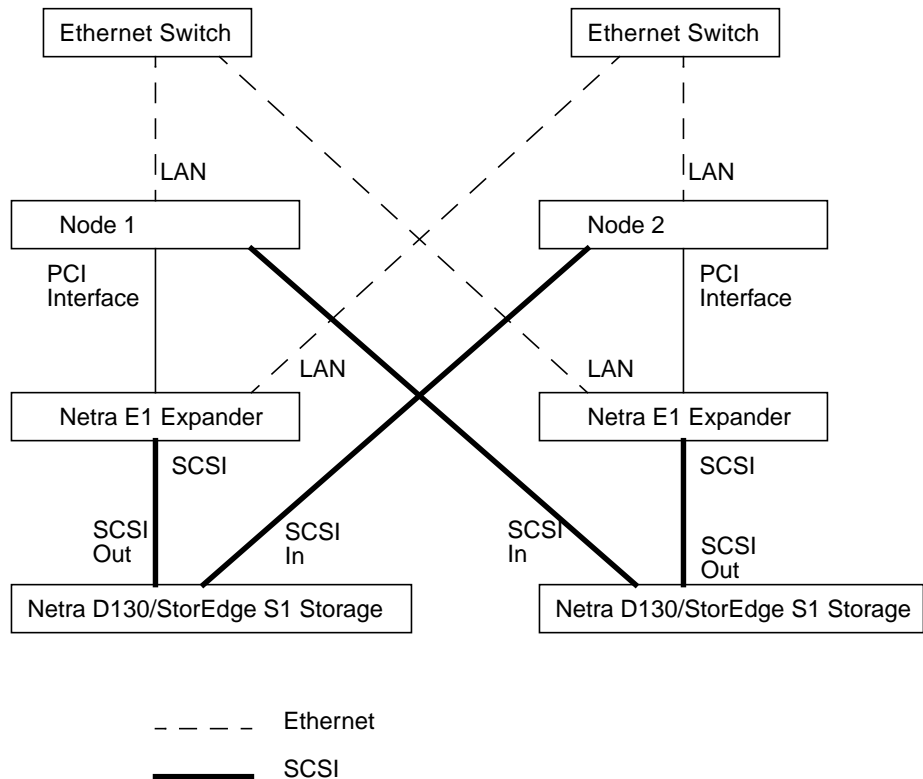 Ethernet Switch
Ethernet Switch
LAN
LAN
Node 1
Node 2
PCI
Interface
PCI
Interface
LAN
LAN
Netra E1 Expander
Netra E1 Expander
SCSI
SCSI
SCSI
Out
SCSI
In
SCSI
In
SCSI
Out
Netra D130/StorEdge S1 Storage
Netra D130/StorEdge S1 Storage
Ethernet
SCSI